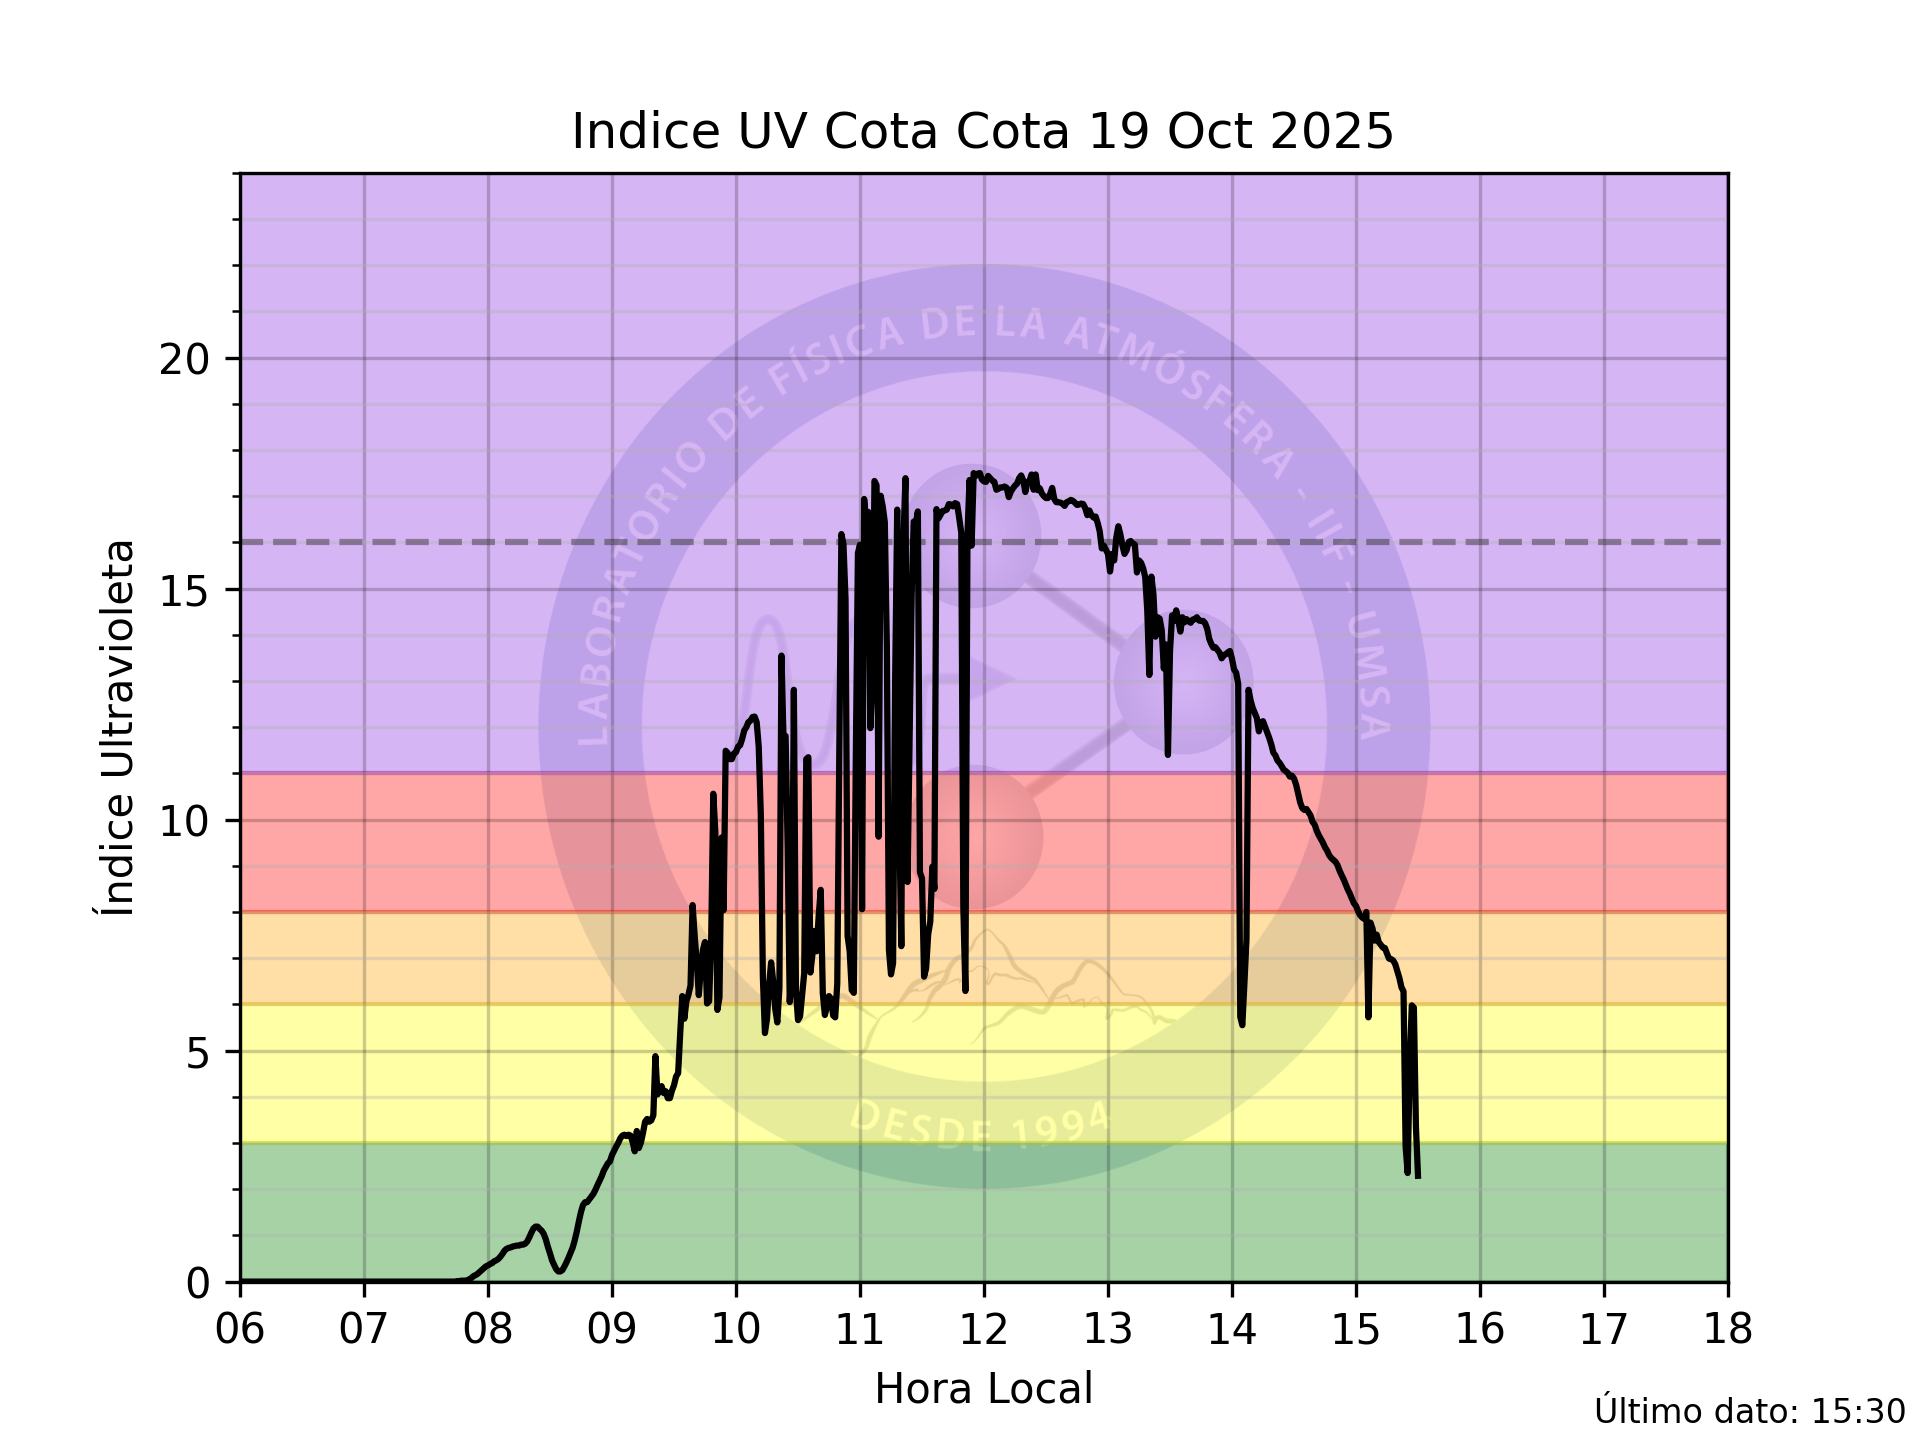 Indice UV Cota Cota 19 Oct 2025
LABORATORIO DE FÍSICA DE LA ATMÓSFERA - IIF - UMSA
DESDE 1994
Índice Ultravioleta
20
15
10
5
0
06 07 08 09 10 11 12 13 14 15 16 17 18
Hora Local
Último dato: 15:30